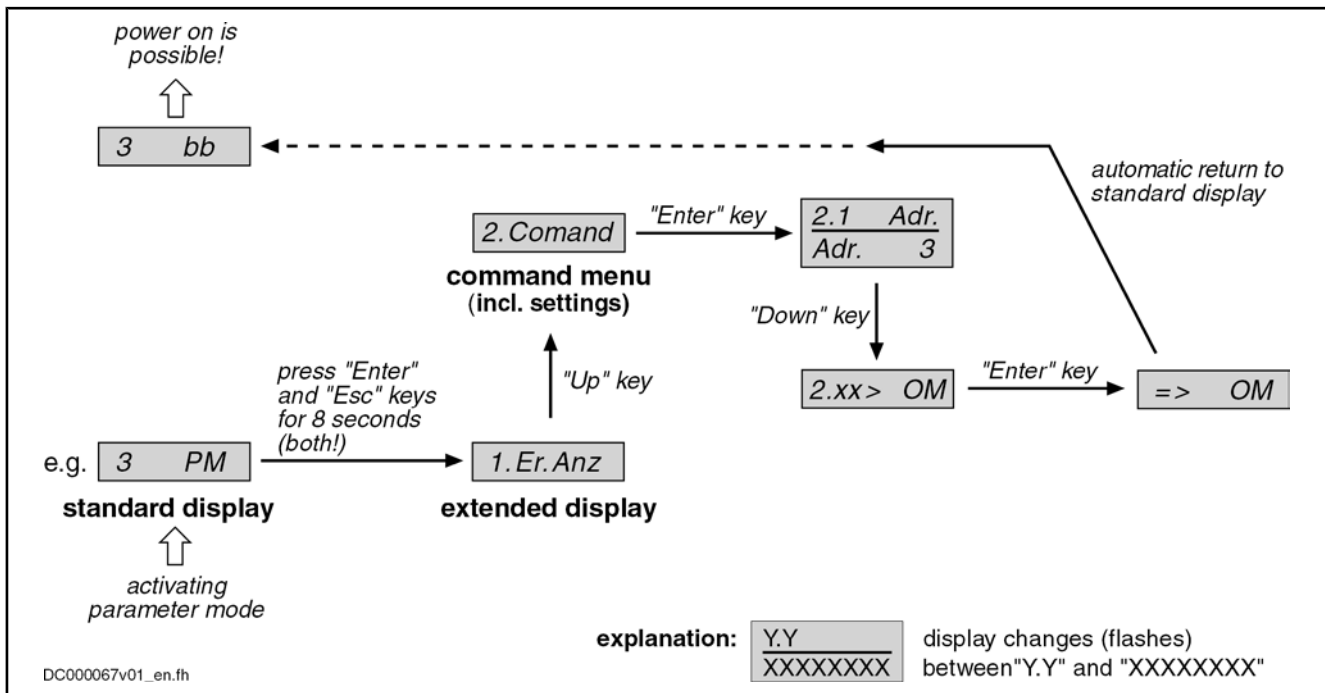 power on is
possible!
3 bb
automatic return to
standard display
2.Comand
"Enter" key
2.1 Adr.
Adr. 3
command menu
(incl. settings)
"Down" key
press "Enter"
and "Esc" keys
for 8 seconds
(both!)
"Up" key
2.xx> OM
"Enter" key
=> OM
e.g.
3 PM
1.Er.Anz
standard display
extended display
activating
parameter mode
explanation:
Y.Y
XXXXXXXX
display changes (flashes)
between"Y.Y" and "XXXXXXXX"
DC000067v01_en.fh